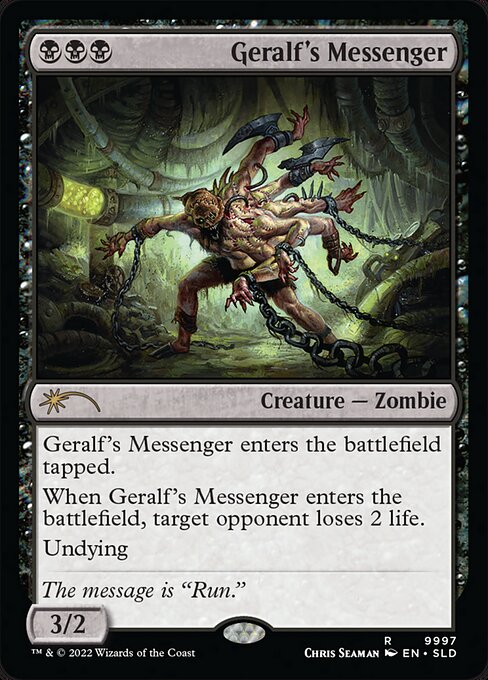 Geralf's Messenger
Creature — Zombie
Geralf's Messenger enters the battlefield
tapped.
When Geralf's Messenger enters the
battlefield, target opponent loses 2 life.
Undying
The message is “Run.”
3/2
R 9997
™ & © 2022 Wizards of the Coast
Chris Seaman EN · SLD